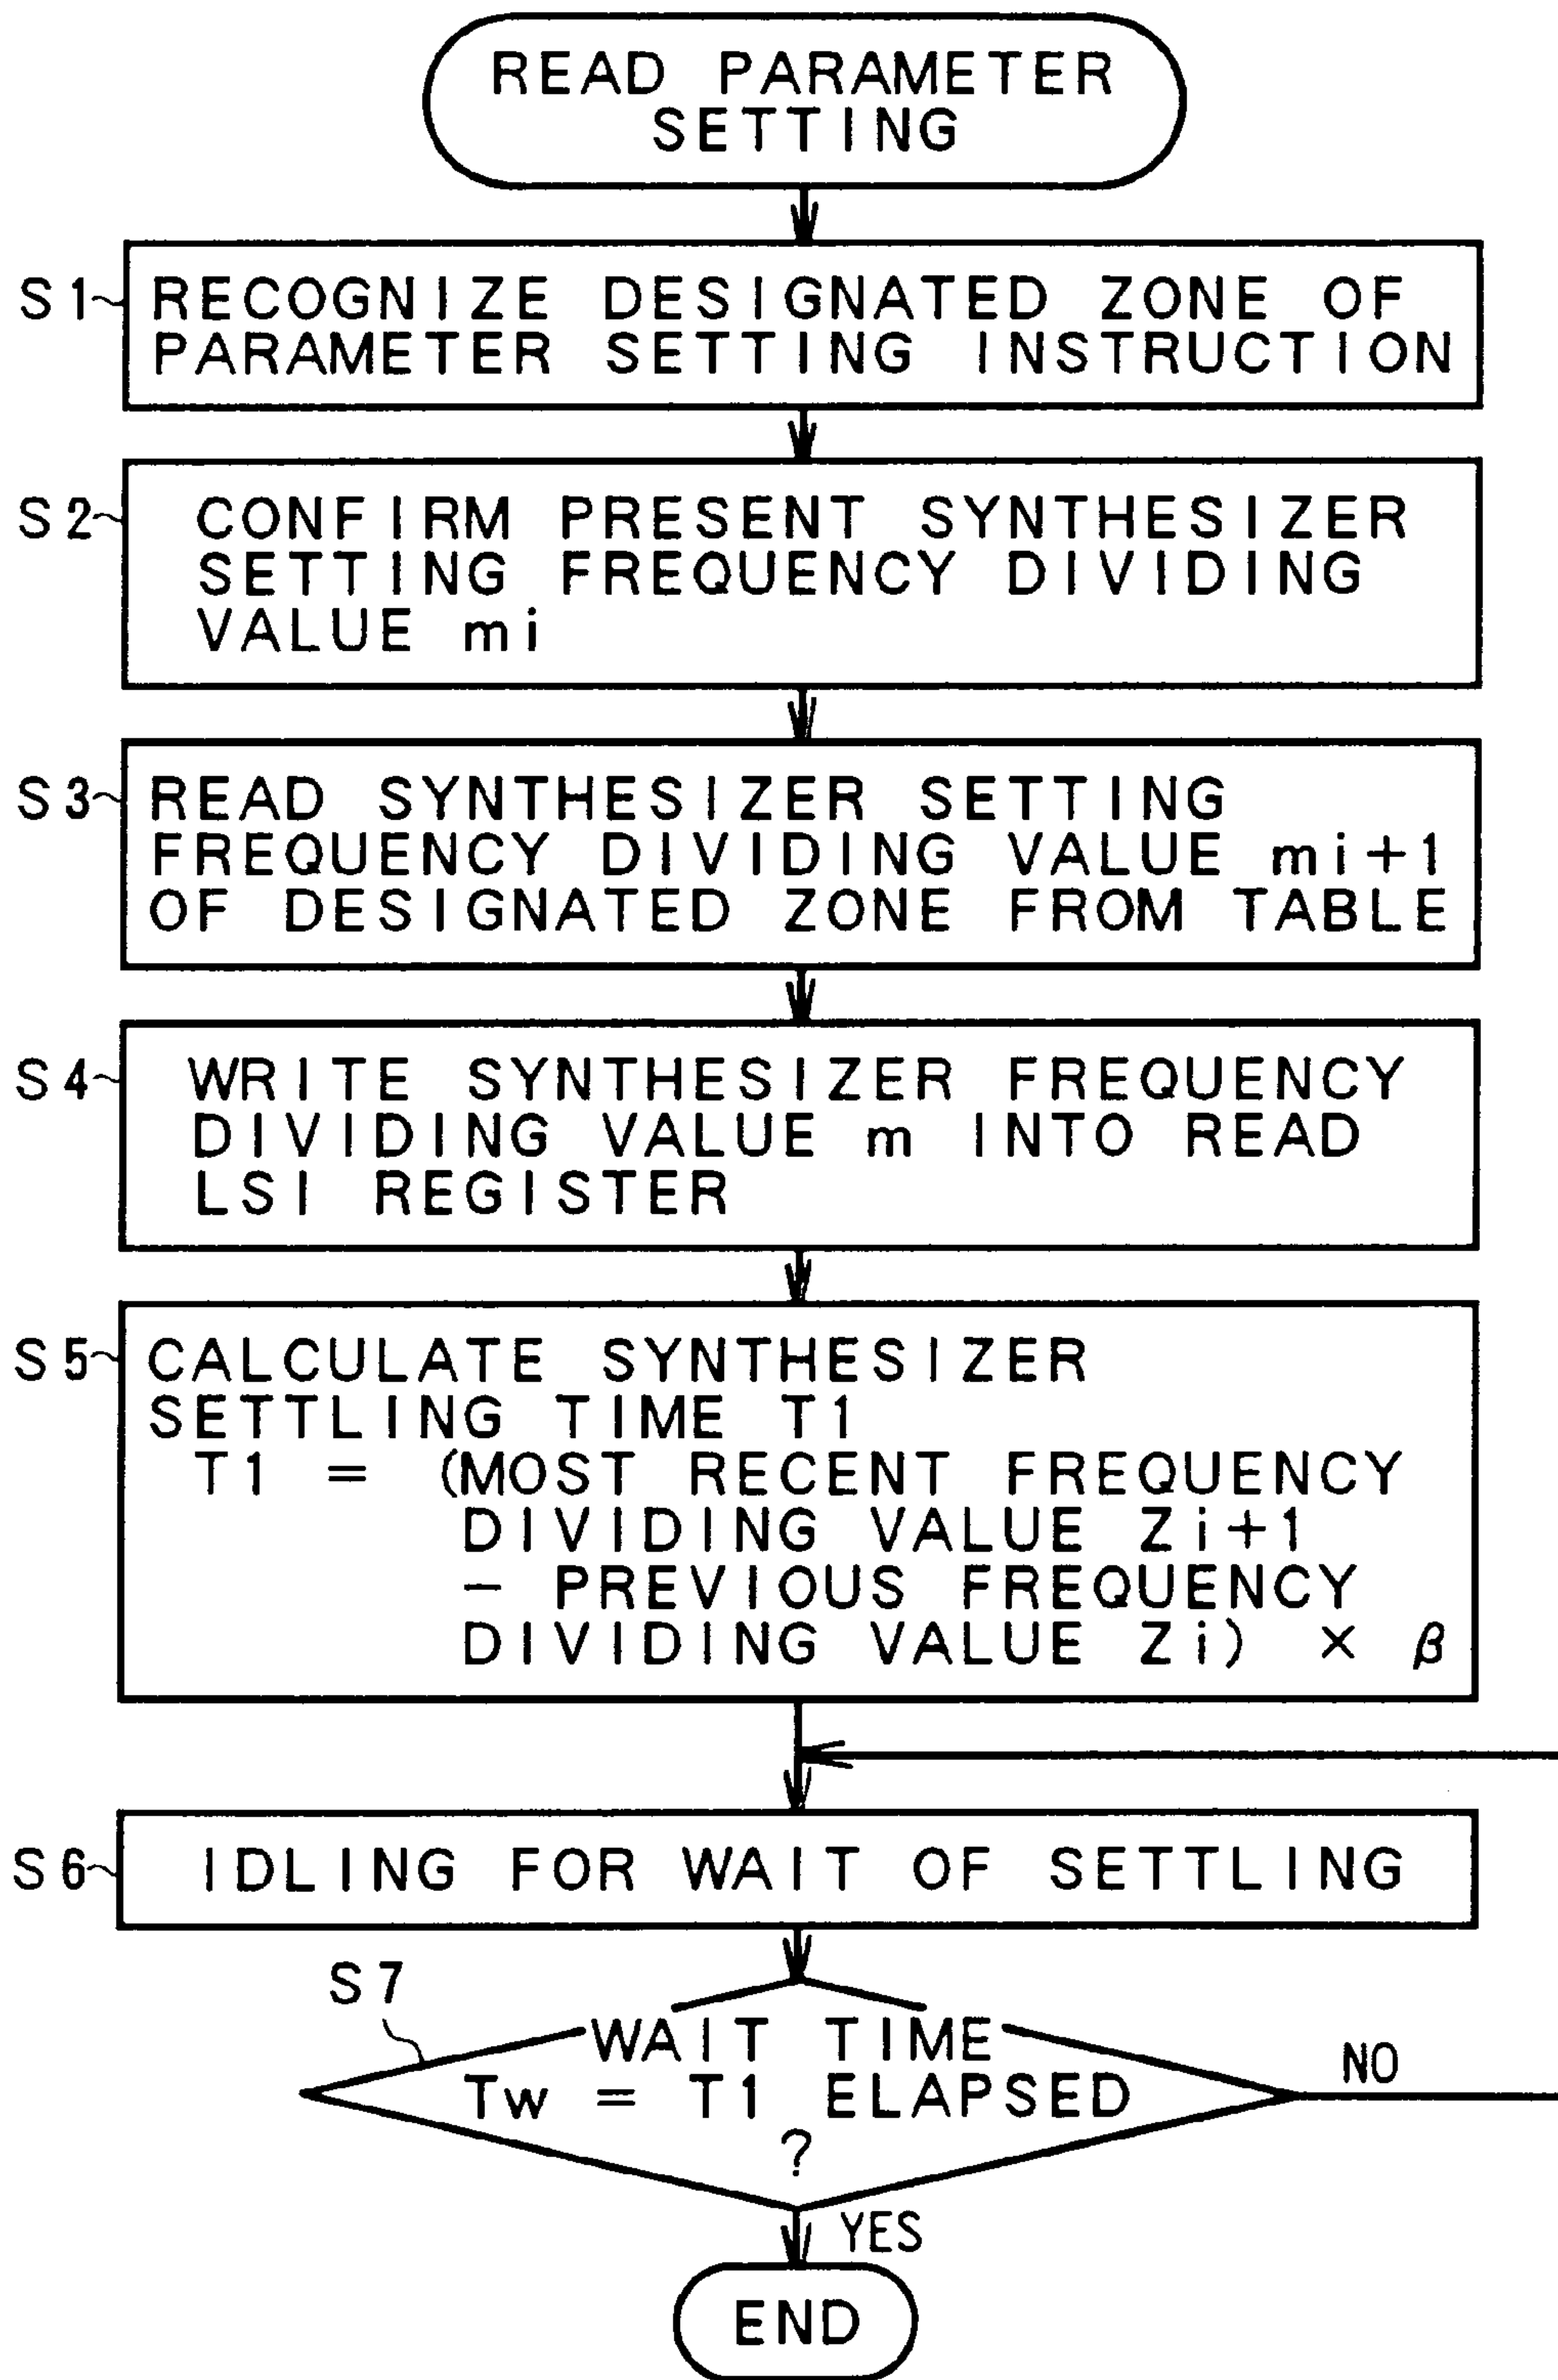 READ PARAMETER
SETTING
S1 RECOGNIZE DESIGNATED ZONE OF
PARAMETER SETTING INSTRUCTION
S2 CONFIRM PRESENT SYNTHESIZER
SETTING FREQUENCY DIVIDING
VALUE mi
S3 READ SYNTHESIZER SETTING
FREQUENCY DIVIDING VALUE mi+1
OF DESIGNATED ZONE FROM TABLE
S4 WRITE SYNTHESIZER FREQUENCY
DIVIDING VALUE m INTO READ
LSI REGISTER
S5 CALCULATE SYNTHESIZER
SETTLING TIME T1
T1 = (MOST RECENT FREQUENCY
DIVIDING VALUE Zi+1
- PREVIOUS FREQUENCY
DIVIDING VALUE Zi) × β
S6 IDLING FOR WAIT OF SETTLING
S7
WAIT TIME
Tw = T1 ELAPSED
?
NO
YES
END